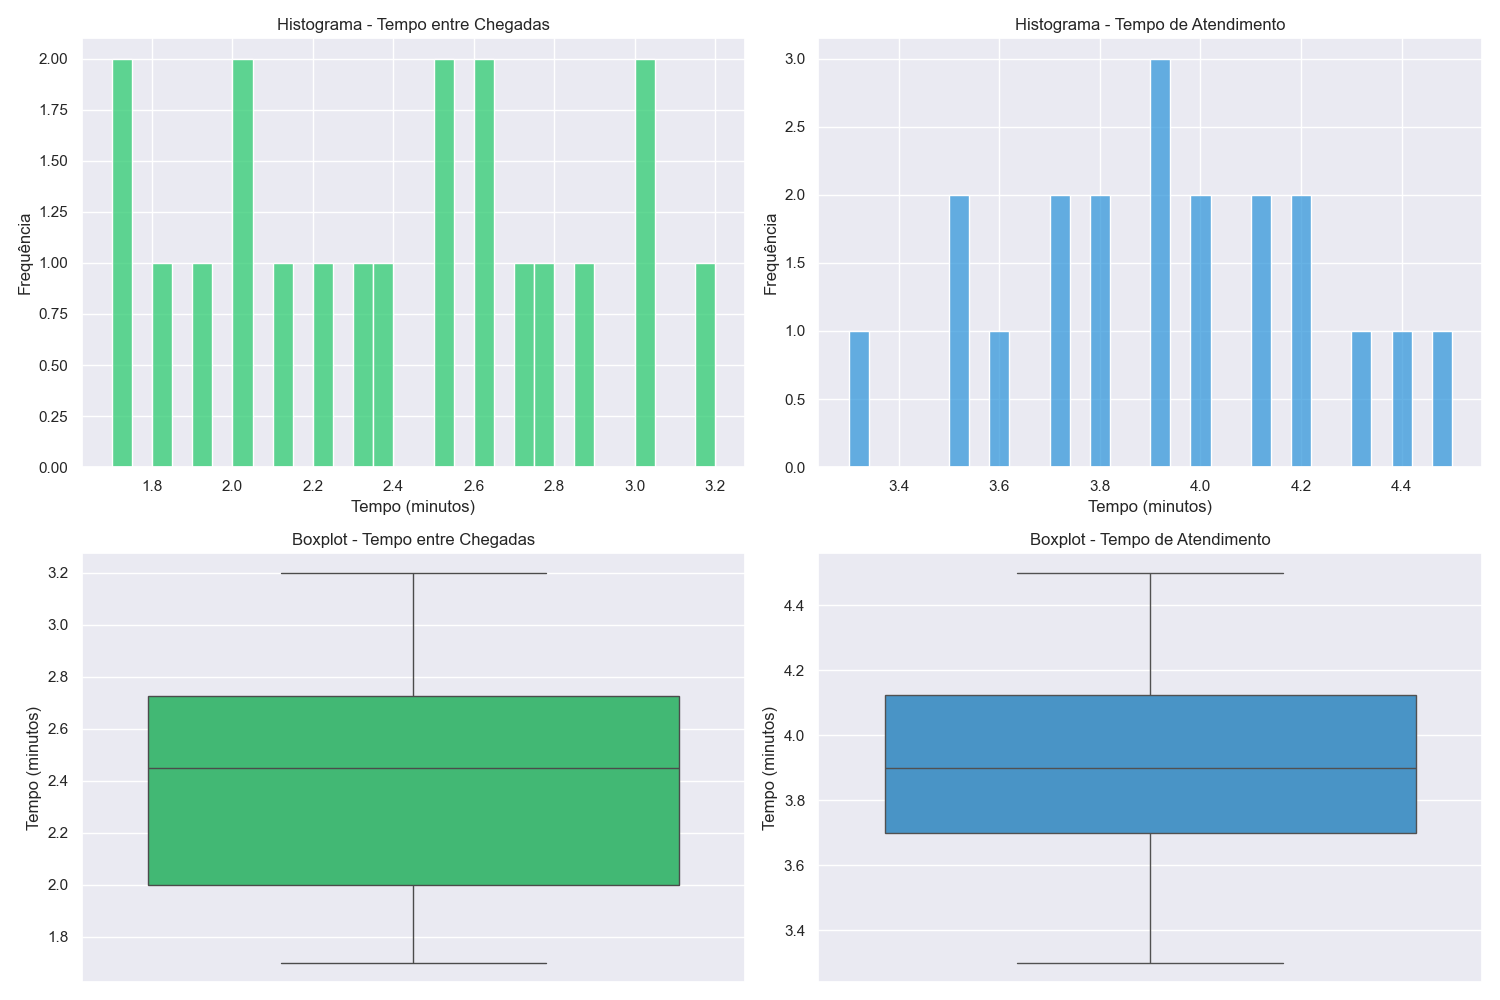 Histograma - Tempo entre Chegadas
2.00
1.75
1.50
1.25
1.00
0.75
0.50
0.25
0.00
Frequência
1.8 2.0 2.2 2.4 2.6 2.8 3.0 3.2
Tempo (minutos)
Histograma - Tempo de Atendimento
3.0
2.5
2.0
1.5
1.0
0.5
0.0
Frequência
3.4 3.6 3.8 4.0 4.2 4.4
Tempo (minutos)
Boxplot - Tempo entre Chegadas
3.2
3.0
2.8
2.6
2.4
2.2
2.0
1.8
Tempo (minutos)
Boxplot - Tempo de Atendimento
4.4
4.2
4.0
3.8
3.6
3.4
Tempo (minutos)